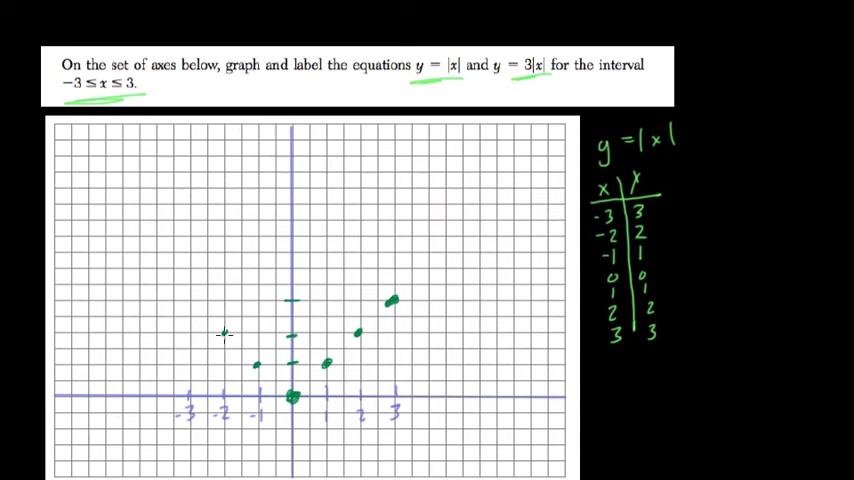 On the set of axes below, graph and label the equations y = |x| and y = 3|x| for the interval
−3 ≤ x ≤ 3.
y = |x|
x y
-3 3
-2 2
-1 1
0 0
1 1
2 2
3 3
-3 -2 -1 1 2 3